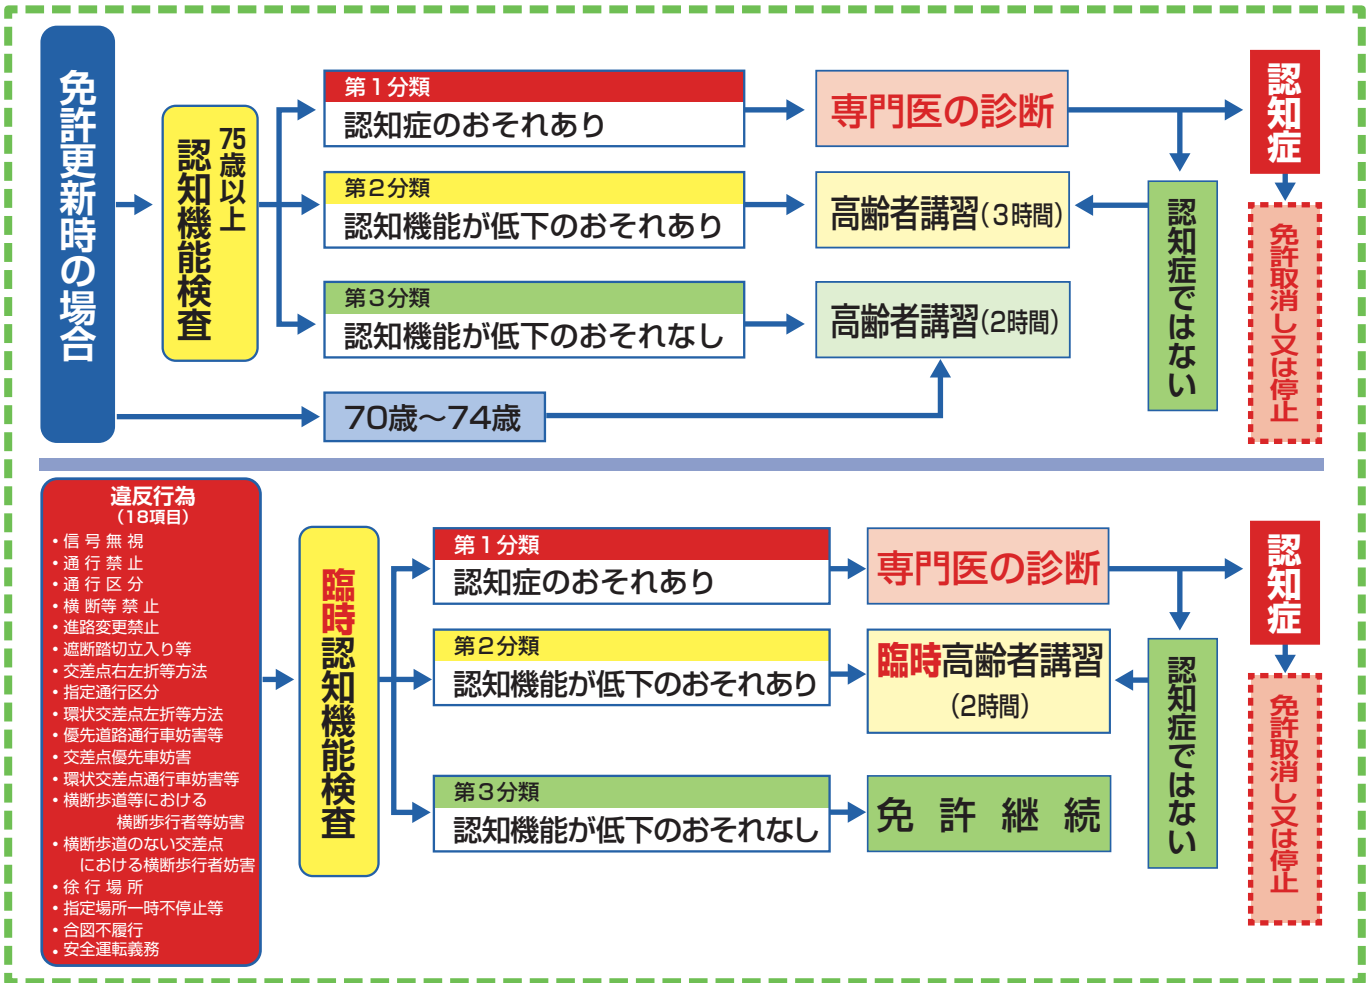 免許更新時の場合
75歳以上
認知機能検査
第1分類
認知症のおそれあり
専門医の診断
認知症
第2分類
認知機能が低下のおそれあり
高齢者講習(3時間)
認知症ではない
免許取消し又は停止
第3分類
認知機能が低下のおそれなし
高齢者講習(2時間)
70歳〜74歳
違反行為
(18項目)
・信号無視
・通行禁止
・通行区分
・横断等禁止
・進路変更禁止
・遮断踏切立入り等
・交差点右左折等方法
・指定通行区分
・環状交差点左折等方法
・優先道路通行車妨害等
・交差点優先車妨害
・環状交差点通行車妨害等
・横断歩道等における
横断歩行者等妨害
・横断歩道のない交差点
における横断歩行者妨害
・徐行場所
・指定場所一時不停止等
・合図不履行
・安全運転義務
臨時認知機能検査
第1分類
認知症のおそれあり
専門医の診断
認知症
第2分類
認知機能が低下のおそれあり
臨時高齢者講習
(2時間)
認知症ではない
免許取消し又は停止
第3分類
認知機能が低下のおそれなし
免許継続